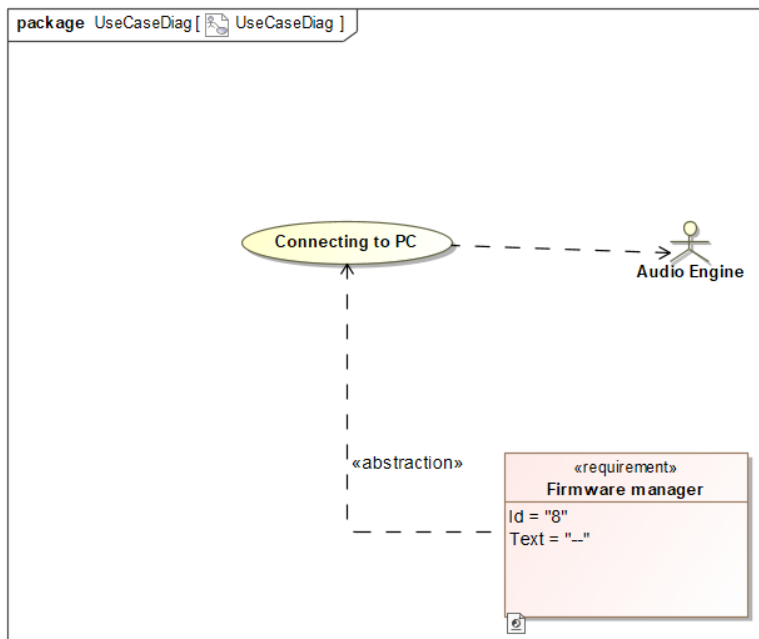 package UseCaseDiag [ UseCaseDiag ]
Connecting to PC
Audio Engine
«abstraction»
«requirement»
Firmware manager
Id = "8"
Text = "--"